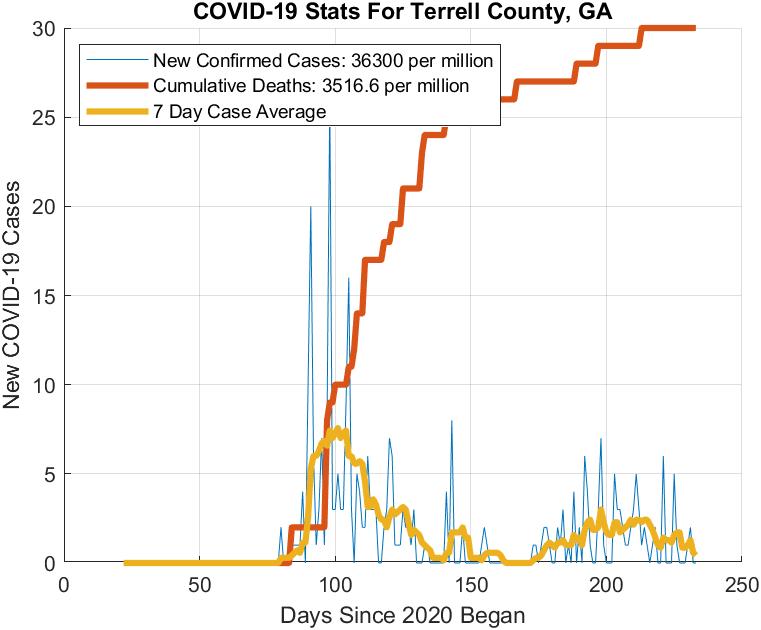 COVID-19 Stats For Terrell County, GA
New Confirmed Cases: 36300 per million
Cumulative Deaths: 3516.6 per million
7 Day Case Average
New COVID-19 Cases
30
25
20
15
10
5
0
0 50 100 150 200 250
Days Since 2020 Began